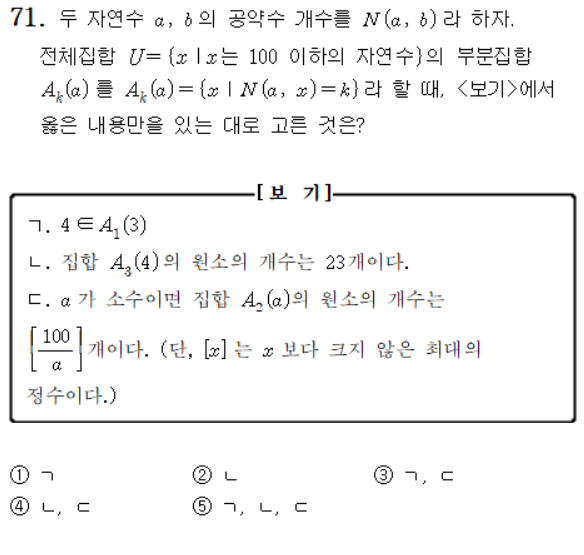 71. 두 자연수 a, b의 공약수 개수를 N(a, b)라 하자.
전체집합 U={x|x는 100 이하의 자연수}의 부분집합
A_k(a)를 A_k(a)={x | N(a, x)=k}라 할 때, <보기>에서
옳은 내용만을 있는 대로 고른 것은?
[보 기]
ㄱ. 4∈A_1(3)
ㄴ. 집합 A_3(4)의 원소의 개수는 23개이다.
ㄷ. a가 소수이면 집합 A_2(a)의 원소의 개수는
[100/a]개이다. (단, [x]는 x 보다 크지 않은 최대의
정수이다.)
① ㄱ ② ㄴ ③ ㄱ, ㄷ
④ ㄴ, ㄷ ⑤ ㄱ, ㄴ, ㄷ